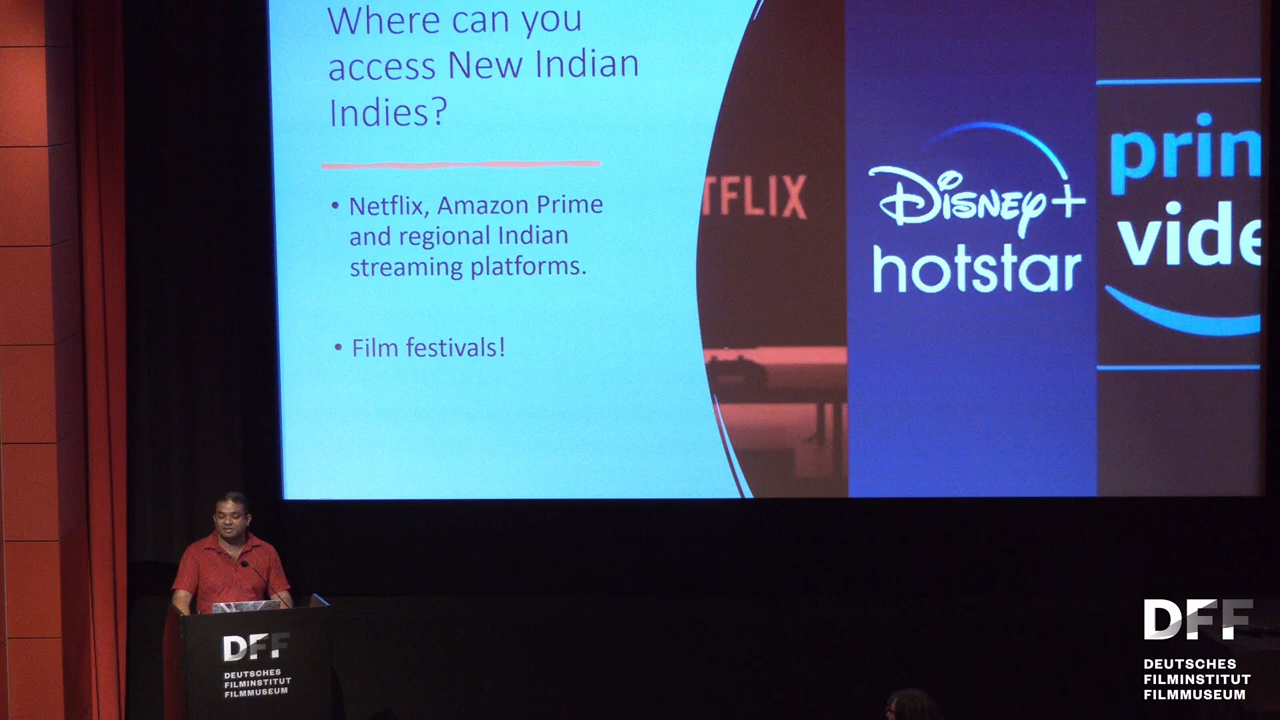 Where can you
access New Indian
Indies?
• Netflix, Amazon Prime
and regional Indian
streaming platforms.
• Film festivals!
TFLIX
Disney+
hotstar
prim
vide
DFF
DEUTSCHES
FILMINSTITUT
FILMMUSEUM
DFF
DEUTSCHES
FILMINSTITUT
FILMMUSEUM